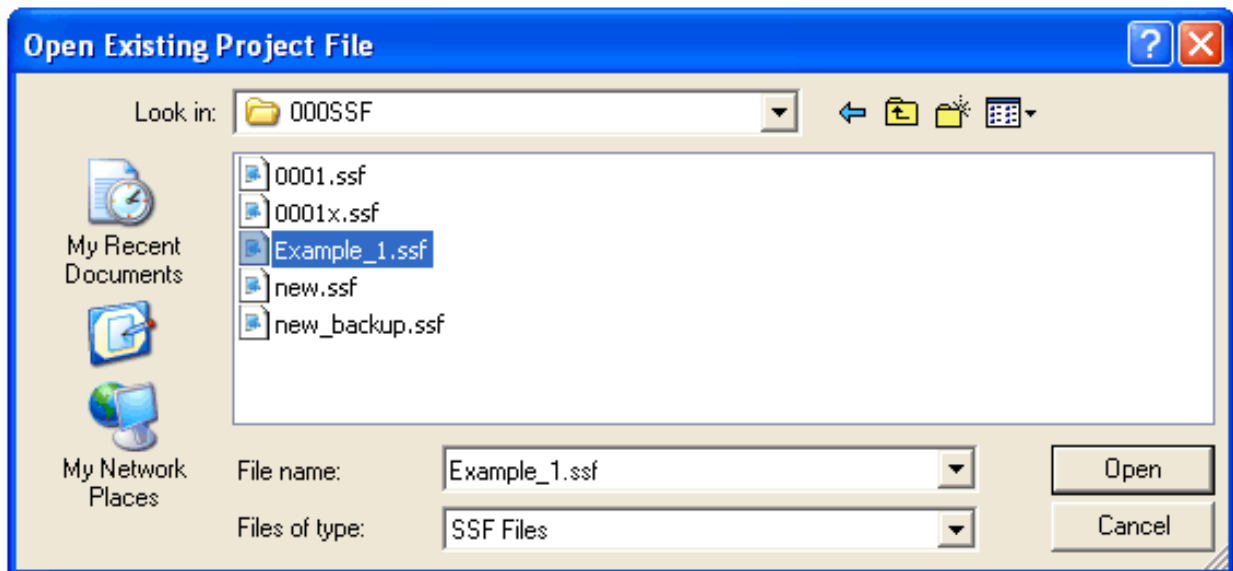 Open Existing Project File
Look in: 000SSF
0001.ssf
0001x.ssf
Example_1.ssf
new.ssf
new_backup.ssf
My Recent
Documents
My Network
Places
File name: Example_1.ssf Open
Files of type: SSF Files Cancel